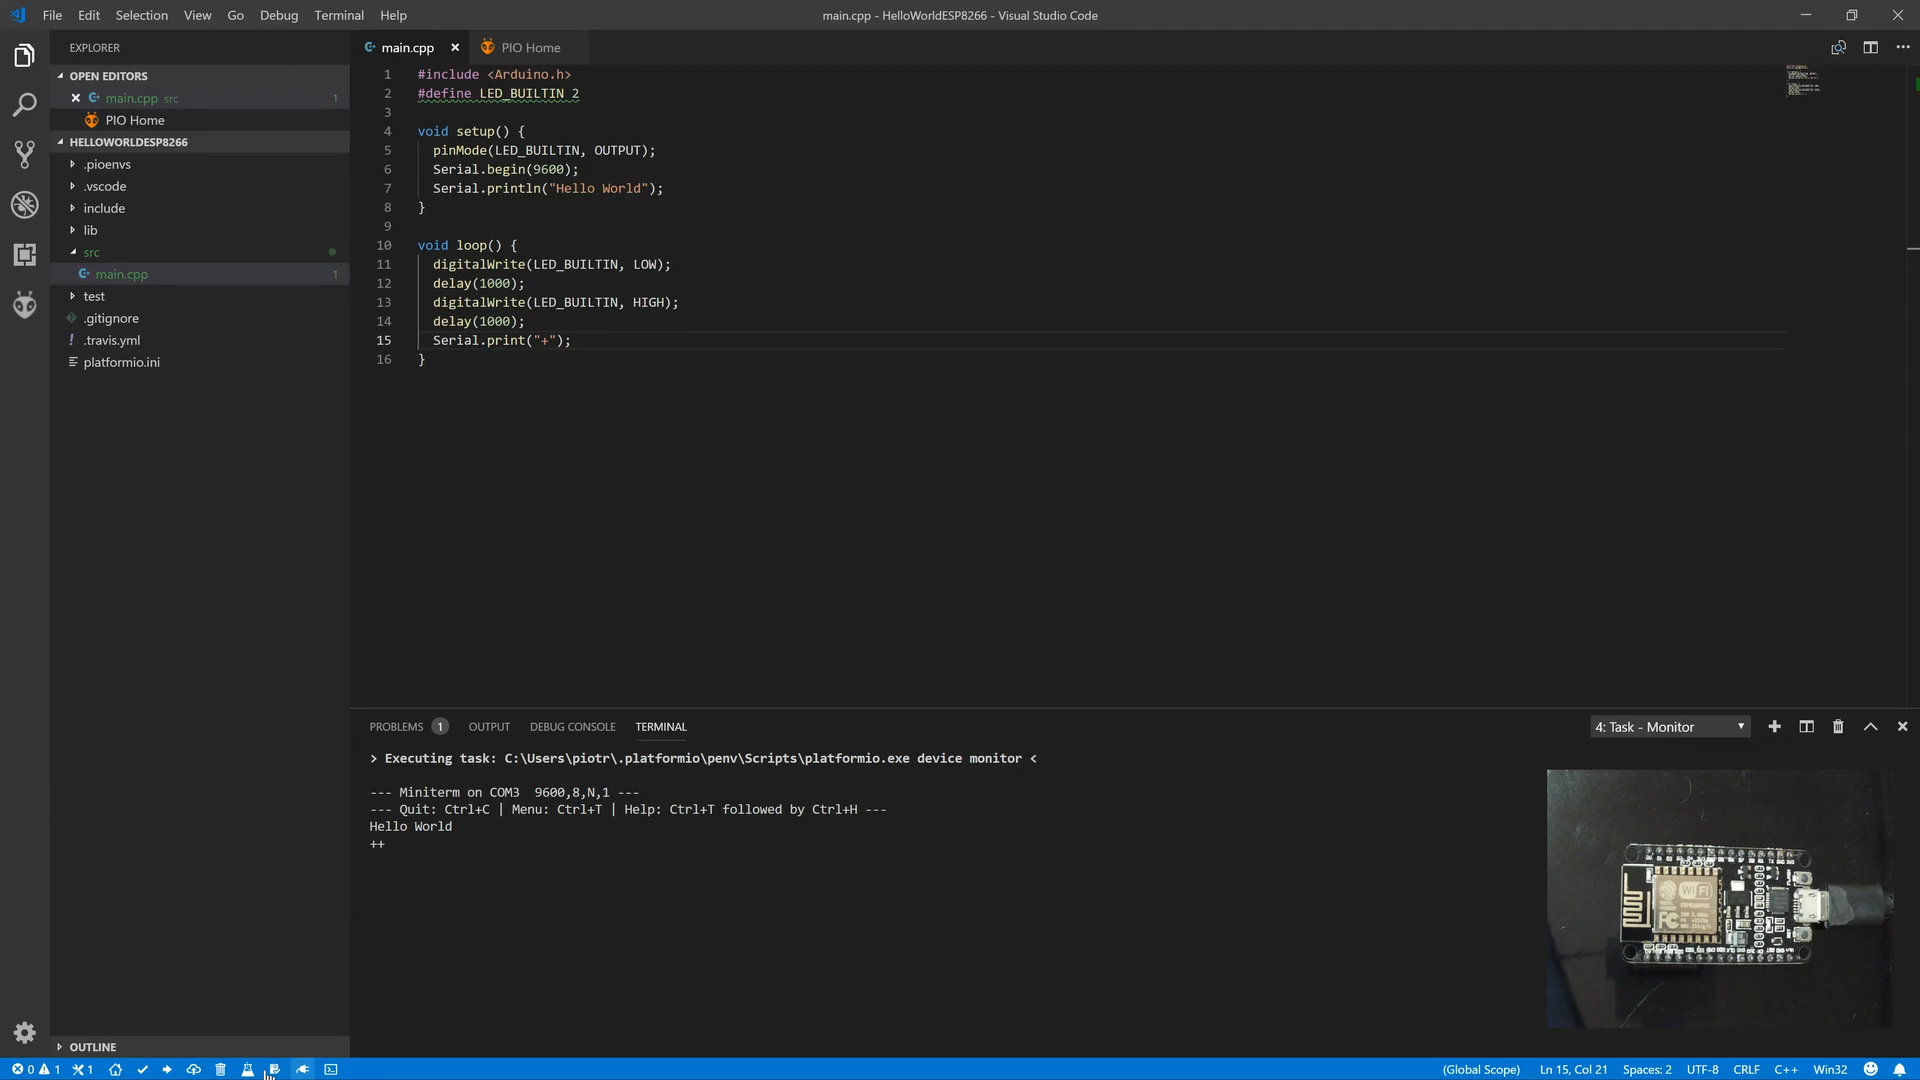 File Edit Selection View Go Debug Terminal Help
main.cpp - HelloWorldESP8266 - Visual Studio Code
EXPLORER
OPEN EDITORS
main.cpp src 1
PIO Home
HELLOWORLDESP8266
.pioenvs
.vscode
include
lib
src
main.cpp 1
test
.gitignore
.travis.yml
platformio.ini
OUTLINE
main.cpp PIO Home
1 #include <Arduino.h>
2 #define LED_BUILTIN 2
3
4 void setup() {
5 pinMode(LED_BUILTIN, OUTPUT);
6 Serial.begin(9600);
7 Serial.println("Hello World");
8 }
9
10 void loop() {
11 digitalWrite(LED_BUILTIN, LOW);
12 delay(1000);
13 digitalWrite(LED_BUILTIN, HIGH);
14 delay(1000);
15 Serial.print("+");
16 }
PROBLEMS 1 OUTPUT DEBUG CONSOLE TERMINAL
4: Task - Monitor
> Executing task: C:\Users\piotr\.platformio\penv\Scripts\platformio.exe device monitor <
--- Miniterm on COM3 9600,8,N,1 ---
--- Quit: Ctrl+C | Menu: Ctrl+T | Help: Ctrl+T followed by Ctrl+H ---
Hello World
++
WiFi
FC
0 1 1
(Global Scope) Ln 15, Col 21 Spaces: 2 UTF-8 CRLF C++ Win32